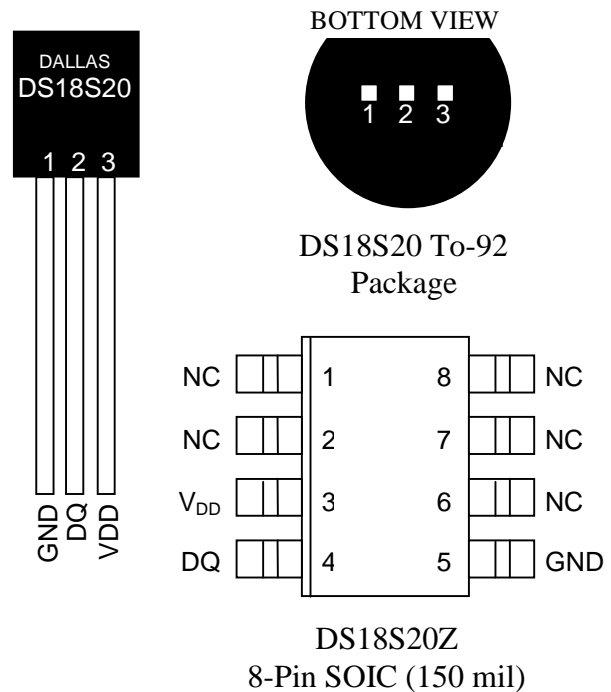 DALLAS
DS18S20
1 2 3
GND
DQ
VDD
BOTTOM VIEW
1 2 3
DS18S20 To-92
Package
NC 1 8 NC
NC 2 7 NC
VDD 3 6 NC
DQ 4 5 GND
DS18S20Z
8-Pin SOIC (150 mil)